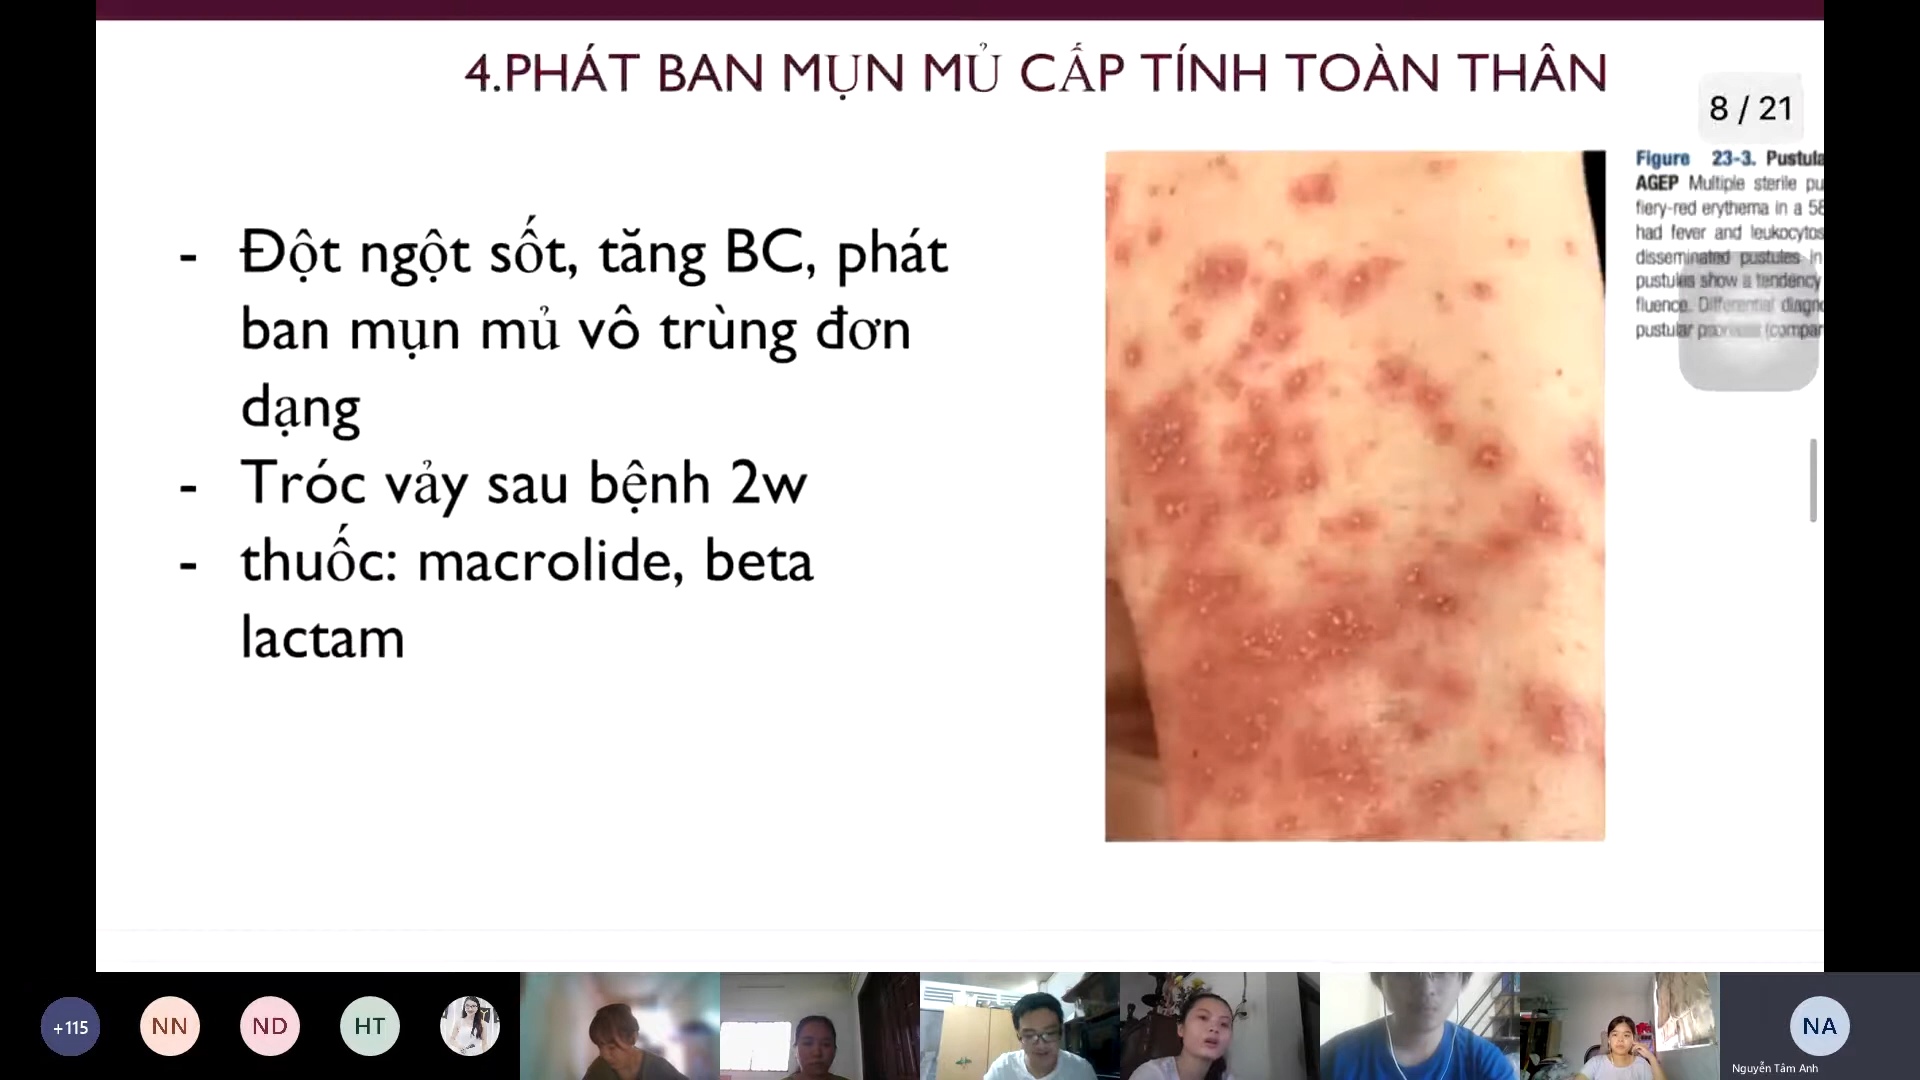 4.PHÁT BAN MỤN MỦ CẤP TÍNH TOÀN THÂN
8 / 21
- Đột ngột sốt, tăng BC, phát
ban mụn mủ vô trùng đơn
dạng
- Tróc vảy sau bệnh 2w
- thuốc: macrolide, beta
lactam
Figure 23-3. Pustula
AGEP Multiple sterile pu
fiery-red erythema in a 58
had fever and leukocytos
disseminated pustules. In
pustules show a tendency
fluence. Differential diagno
pustular (compar
+115
NN
ND
HT
NA
Nguyễn Tâm Anh